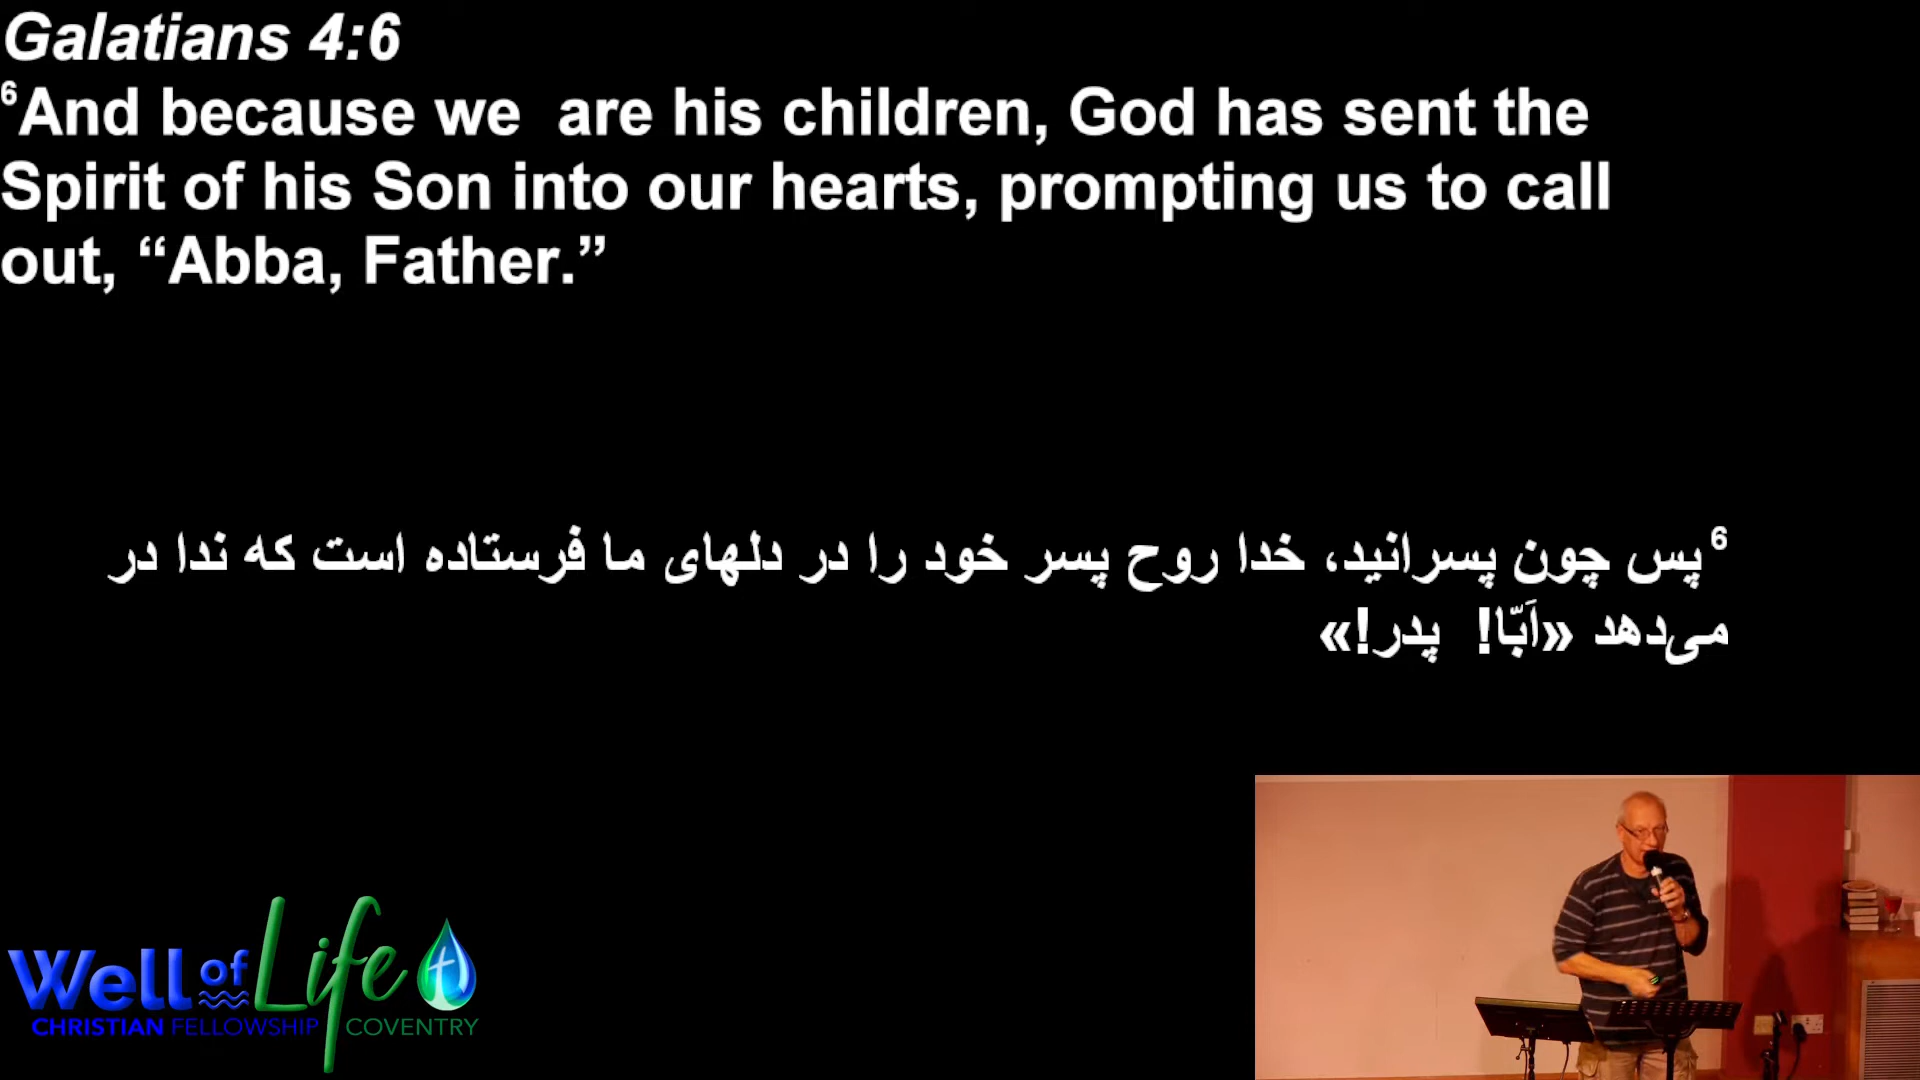 Galatians 4:6
6And because we  are his children, God has sent the
Spirit of his Son into our hearts, prompting us to call
out, “Abba, Father.”
6پس چون پسرانید، خدا روح پسر خود را در دلهای ما فرستاده است که ندا در
می‌دهد «اَبّا!  پدر!»
Well of Life
CHRISTIAN FELLOWSHIP COVENTRY